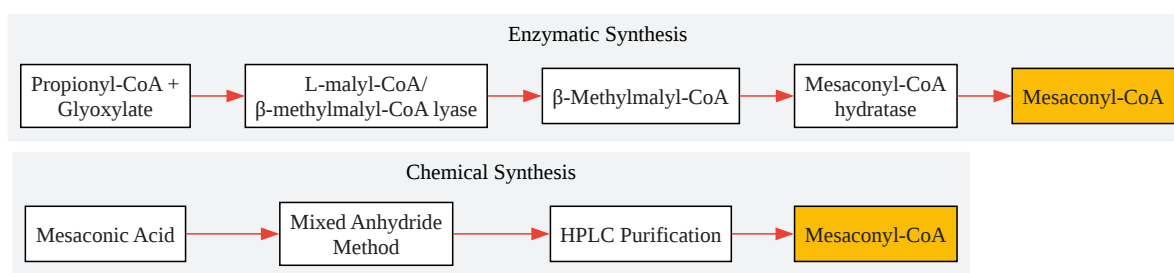 Enzymatic Synthesis
Propionyl-CoA +
Glyoxylate
L-malyl-CoA/
β-methylmalyl-CoA lyase
β-Methylmalyl-CoA
Mesaconyl-CoA
hydratase
Mesaconyl-CoA
Chemical Synthesis
Mesaconic Acid
Mixed Anhydride
Method
HPLC Purification
Mesaconyl-CoA